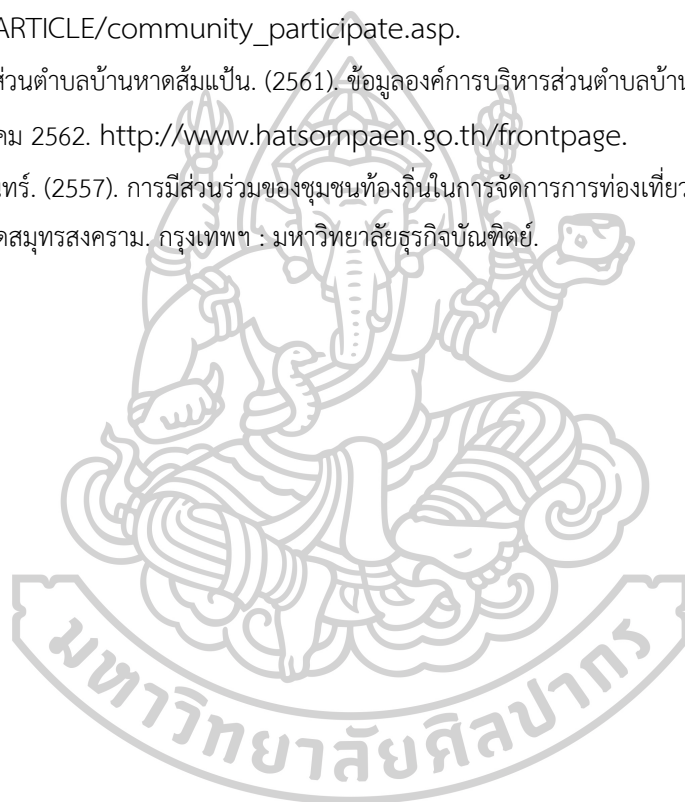 ARTICLE/community_participate.asp.
ส่วนตำบลบ้านหาดส้มแป้น. (2561). ข้อมูลองค์การบริหารส่วนตำบลบ้าน
คม 2562. http://www.hatsompaen.go.th/frontpage.
นทร์. (2557). การมีส่วนร่วมของชุมชนท้องถิ่นในการจัดการการท่องเที่ยว
ดสมุทรสงคราม. กรุงเทพฯ : มหาวิทยาลัยธุรกิจบัณฑิตย์.
มหาวิทยาลัยศิลปากร